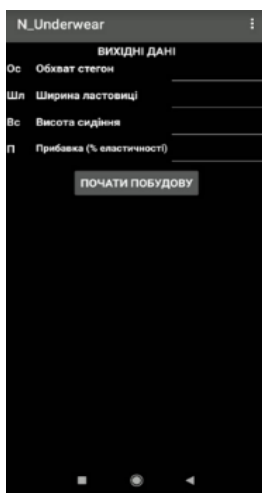 N_Underwear
ВИХІДНІ ДАНІ
Ос Обхват стегон
Шл Ширина ластовиці
Вс Висота сидіння
П Прибавка (% еластичності)
ПОЧАТИ ПОБУДОВУ